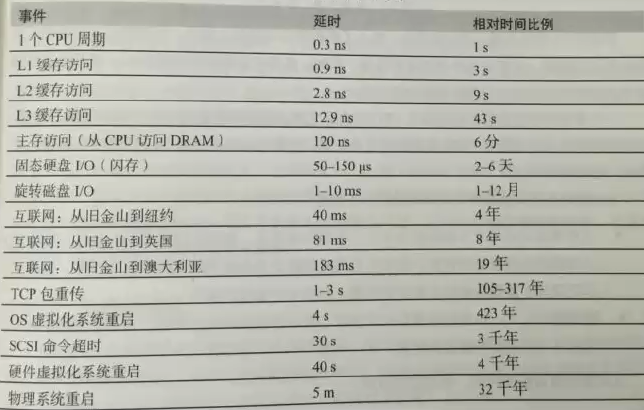 事件 延时 相对时间比例
1 个 CPU 周期 0.3 ns 1 s
L1 缓存访问 0.9 ns 3 s
L2 缓存访问 2.8 ns 9 s
L3 缓存访问 12.9 ns 43 s
主存访问（从 CPU 访问 DRAM） 120 ns 6 分
固态硬盘 I/O（闪存） 50–150 μs 2–6 天
旋转磁盘 I/O 1–10 ms 1–12 月
互联网：从旧金山到纽约 40 ms 4 年
互联网：从旧金山到英国 81 ms 8 年
互联网：从旧金山到澳大利亚 183 ms 19 年
TCP 包重传 1–3 s 105–317 年
OS 虚拟化系统重启 4 s 423 年
SCSI 命令超时 30 s 3 千年
硬件虚拟化系统重启 40 s 4 千年
物理系统重启 5 m 32 千年